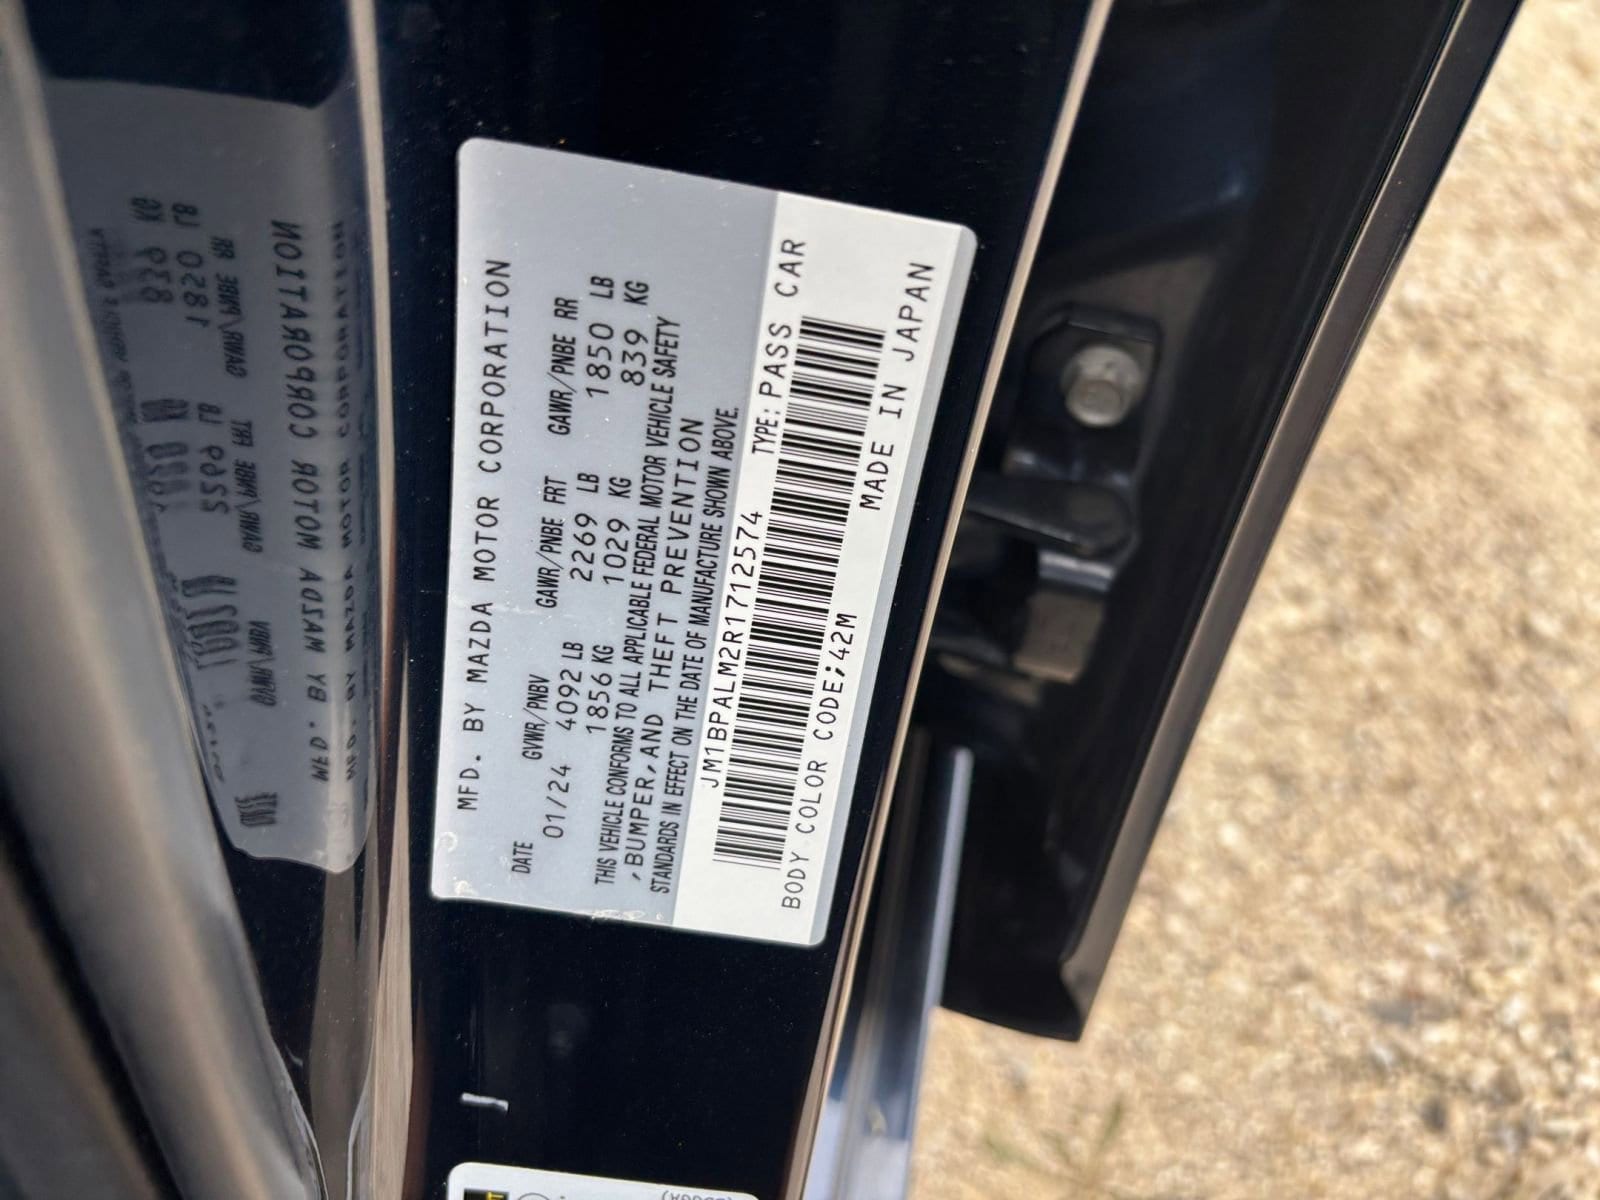 MFD. BY MAZDA MOTOR CORPORATION
DATE GVWR/PNBV GAWR/PNBE FRT GAWR/PNBE RR
01/24 4092 LB 2269 LB 1850 LB
1856 KG 1029 KG 839 KG
THIS VEHICLE CONFORMS TO ALL APPLICABLE FEDERAL MOTOR VEHICLE SAFETY
,BUMPER,AND THEFT PREVENTION
STANDARDS IN EFFECT ON THE DATE OF MANUFACTURE SHOWN ABOVE.
JM1BPALM2R1712574 TYPE: PASS CAR
BODY COLOR CODE;42M MADE IN JAPAN